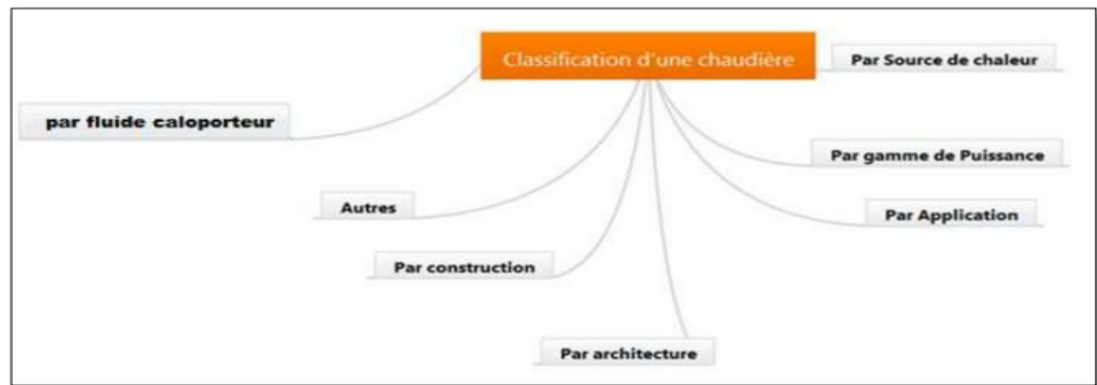 Classification d'une chaudière
Par Source de chaleur
par fluide caloporteur
Par gamme de Puissance
Autres
Par Application
Par construction
Par architecture